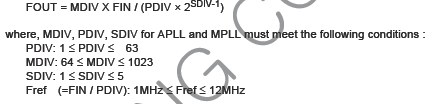 FOUT = MDIV X FIN / (PDIV × 2^SDIV-1)
where, MDIV, PDIV, SDIV for APLL and MPLL must meet the following conditions :
PDIV: 1 ≤ PDIV ≤ 63
MDIV: 64 ≤ MDIV ≤ 1023
SDIV: 1 ≤ SDIV ≤ 5
Fref (=FIN / PDIV): 1MHz ≤ Fref ≤ 12MHz